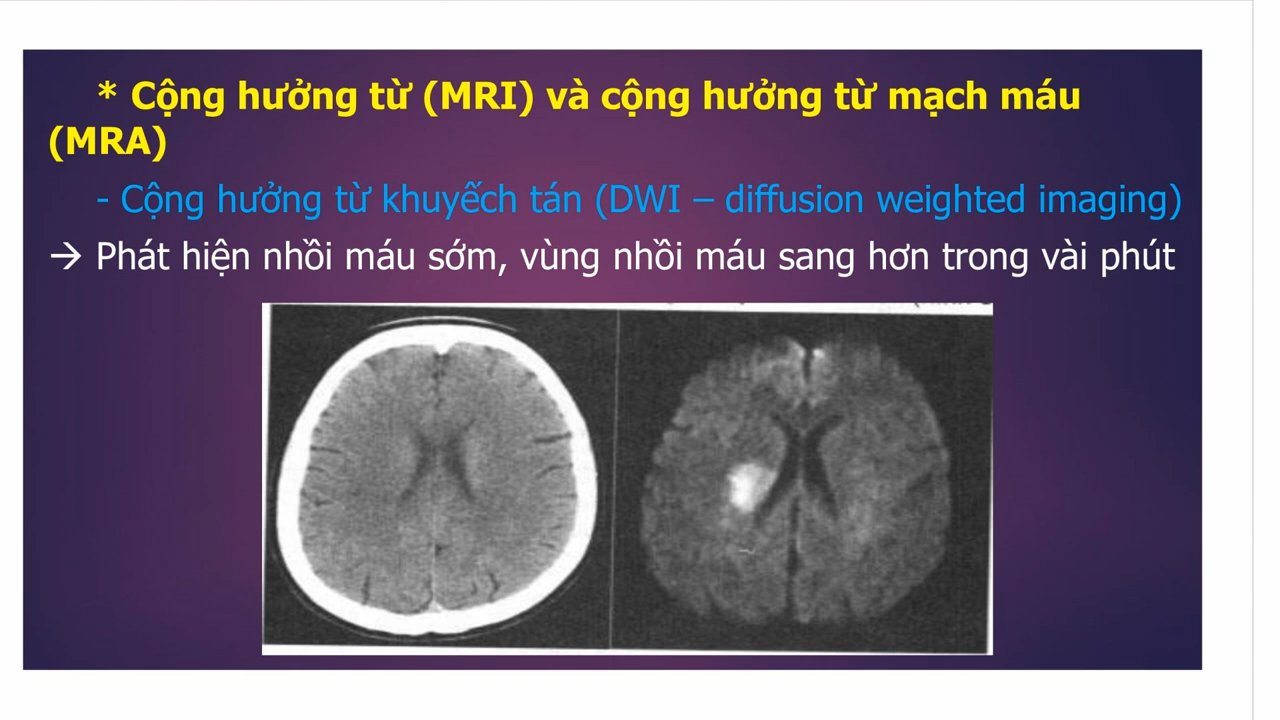 * Cộng hưởng từ (MRI) và cộng hưởng từ mạch máu
(MRA)
- Cộng hưởng từ khuyếch tán (DWI – diffusion weighted imaging)
→ Phát hiện nhồi máu sớm, vùng nhồi máu sang hơn trong vài phút